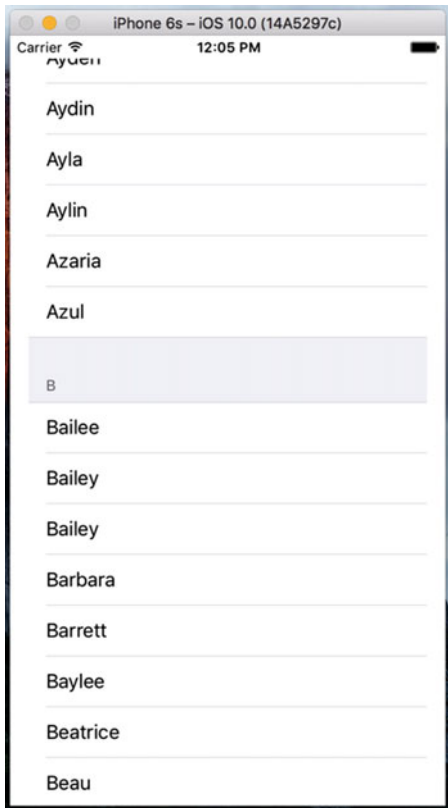 iPhone 6s – iOS 10.0 (14A5297c)
Carrier 12:05 PM
Ayden
Aydin
Ayla
Aylin
Azaria
Azul
B
Bailee
Bailey
Bailey
Barbara
Barrett
Baylee
Beatrice
Beau